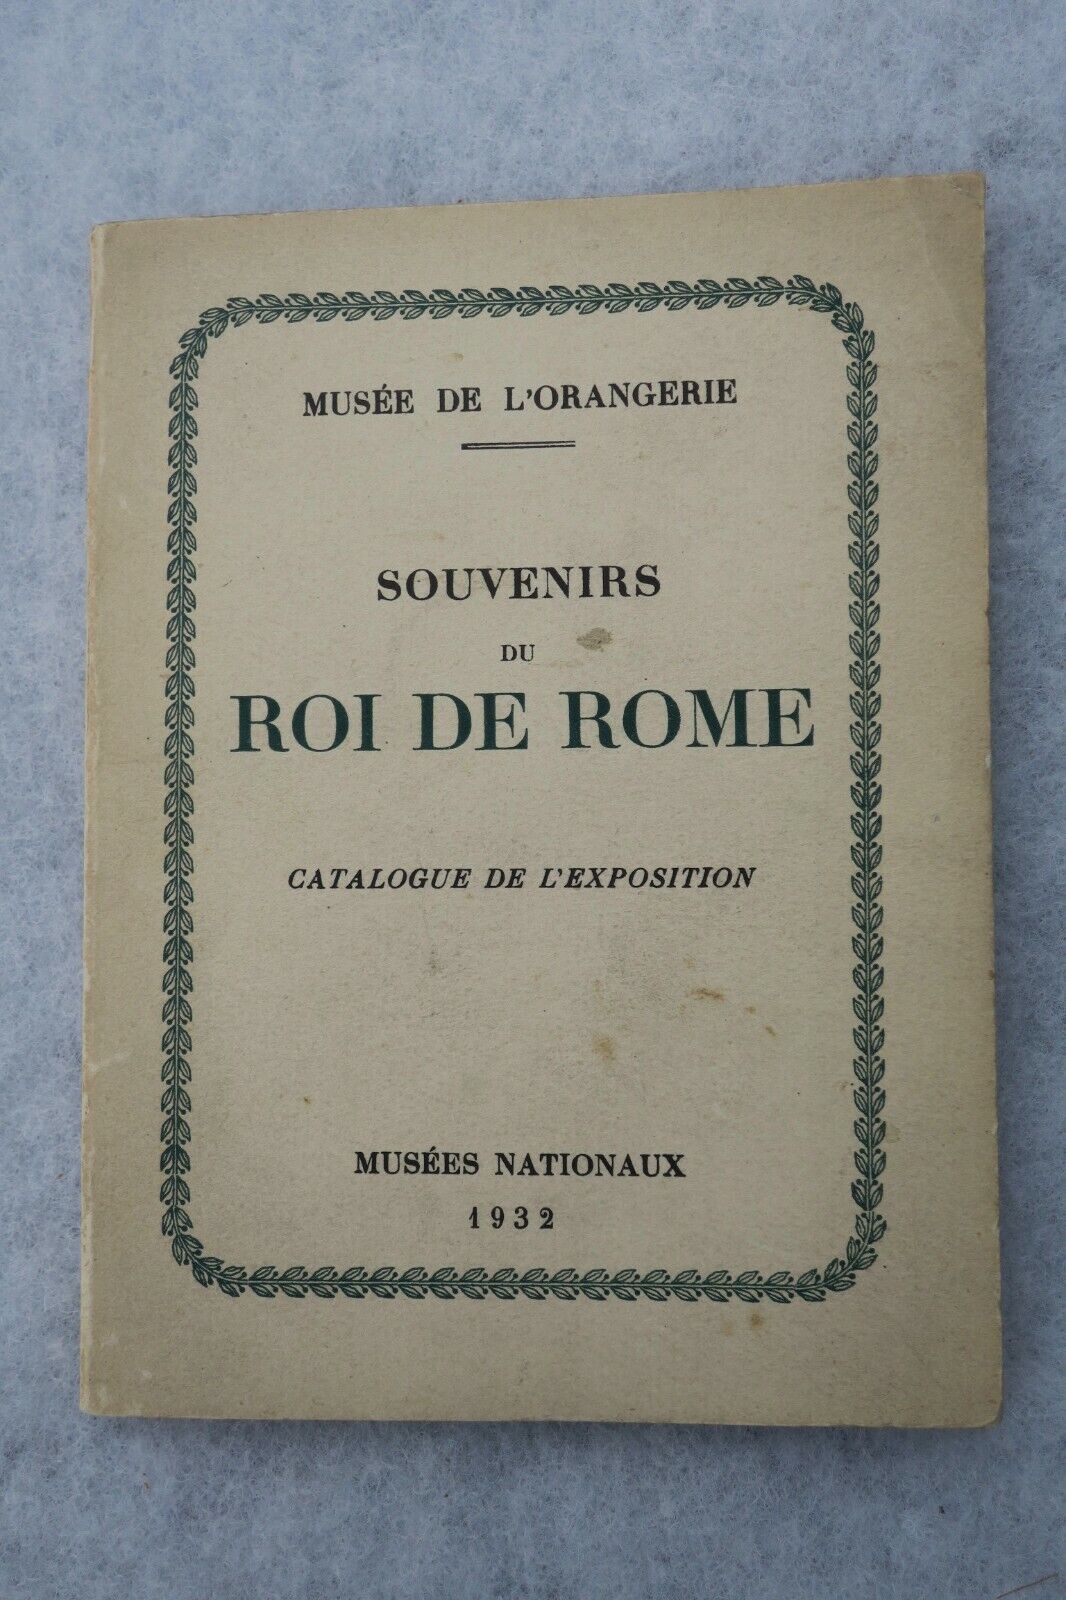 MUSÉE DE L'ORANGERIE
SOUVENIRS
DU
ROI DE ROME
CATALOGUE DE L'EXPOSITION
MUSÉES NATIONAUX
1932